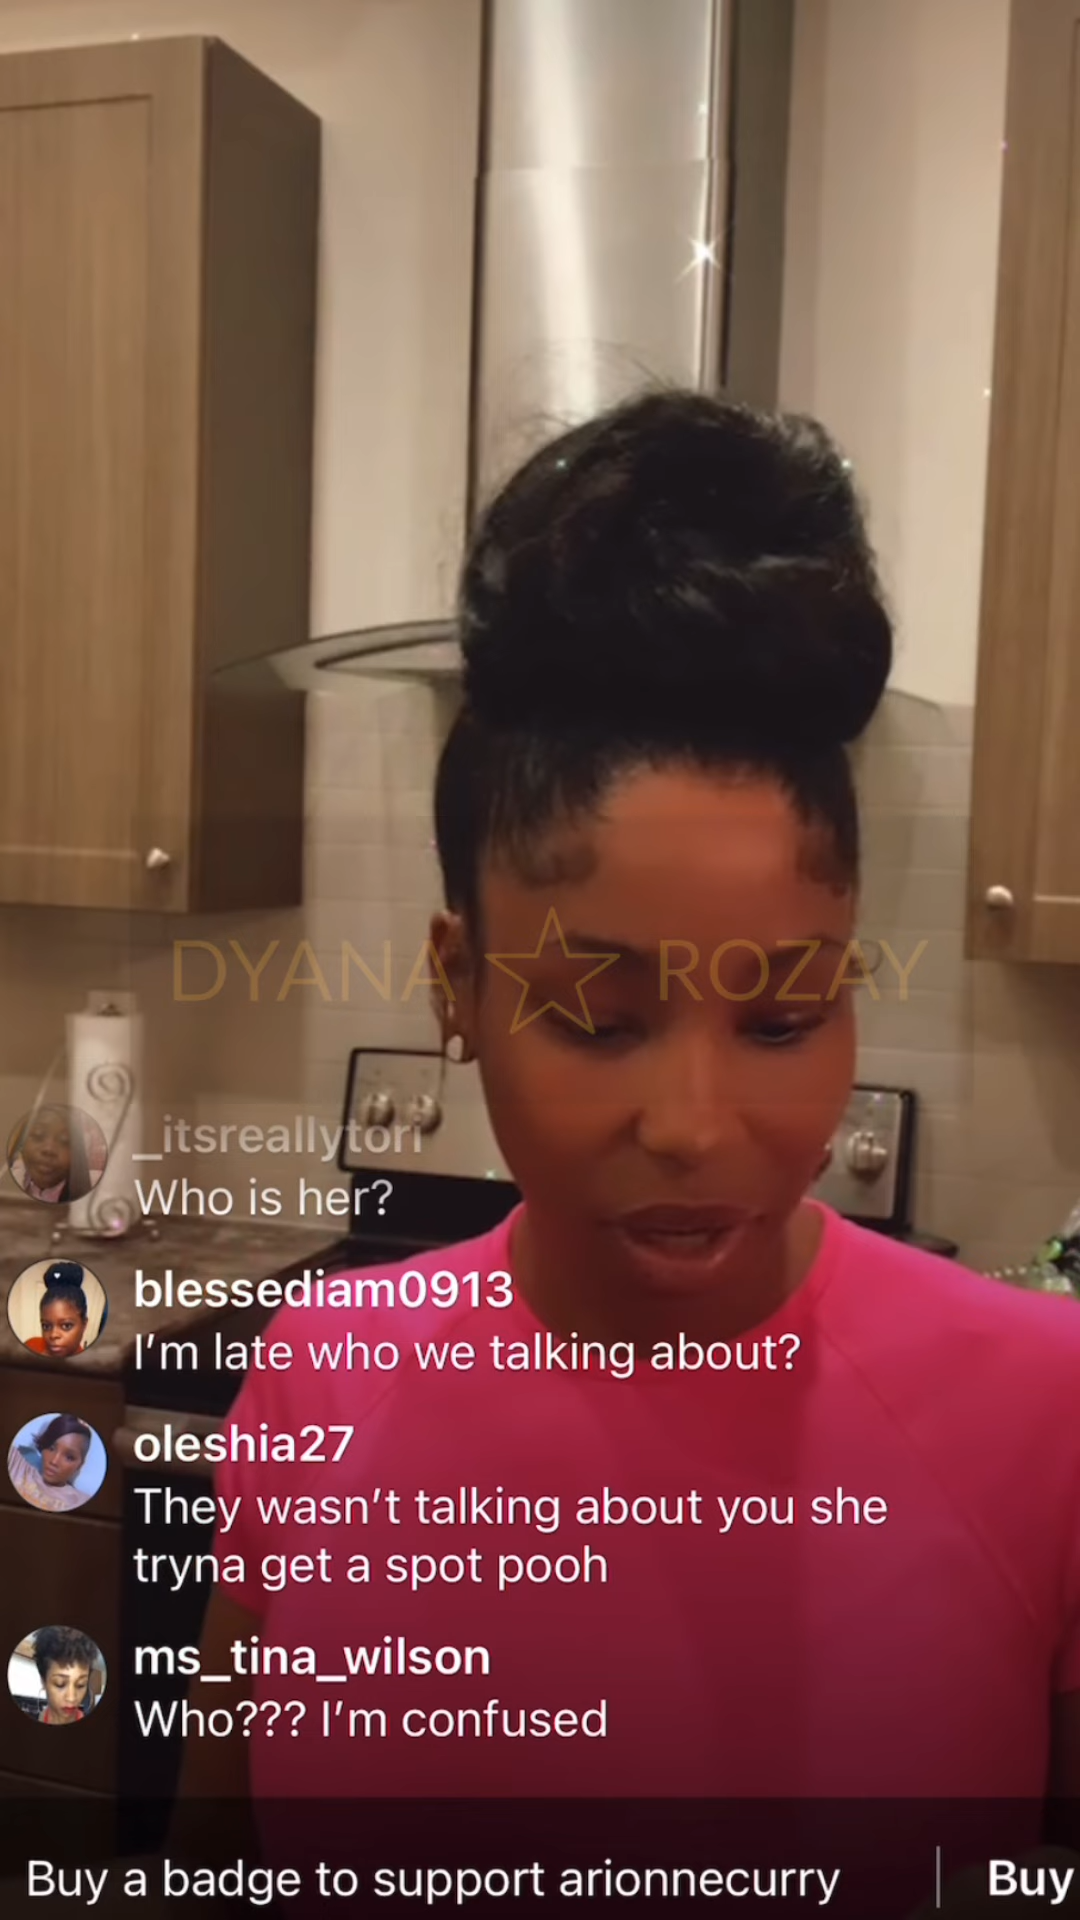 DYANA ROZAY
_itsreallytori
Who is her?
blessediam0913
I'm late who we talking about?
oleshia27
They wasn't talking about you she
tryna get a spot pooh
ms_tina_wilson
Who??? I'm confused
Buy a badge to support arionnecurry
Buy